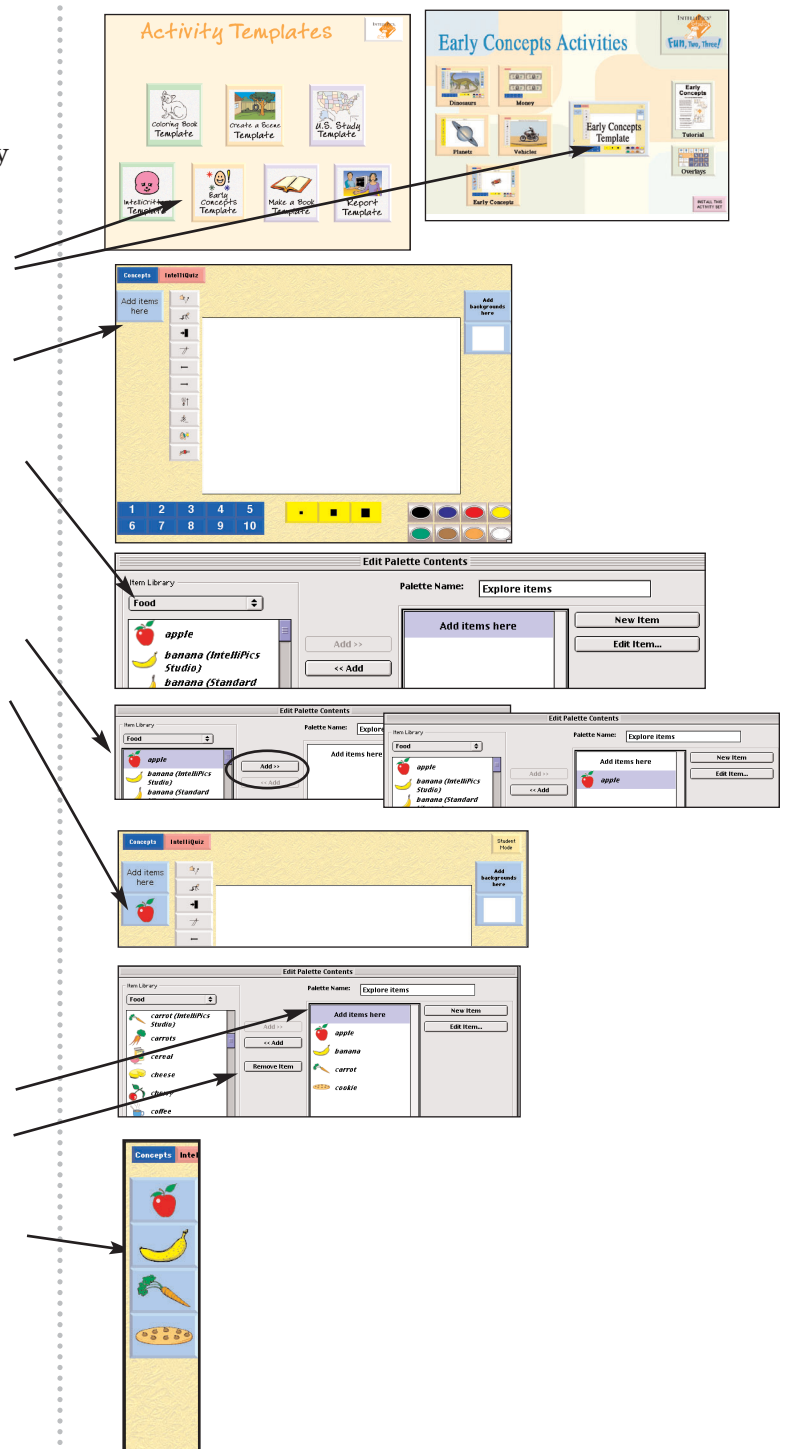 Activity Templates
INTELLIPICS
Coloring Book
Template
Create a Scene
Template
U.S. Study
Template
Early
Concepts
Template
Make a Book
Template
Report
Template
Early Concepts Activities
INTELLIPICS
Fun, Two, Three!
Dinosaurs
Money
Planets
Vehicles
Early Concepts
Early Concepts
Template
Early
Concepts
Tutorial
Overlays
INSTALL THIS
ACTIVITY SET
y
Concepts
IntelliQuiz
Add items
here
Add
backgrounds
here
1 2 3 4 5
6 7 8 9 10
Edit Palette Contents
Item Library
Food
apple
banana (IntelliPics
Studio)
banana (Standard
Add >>
<< Add
Palette Name:
Explore items
Add items here
New Item
Edit Item...
Edit Palette Contents
Item Library
Food
apple
banana (IntelliPics
Studio)
banana (Standard
Add >>
<< Add
Palette Name:
Explor
Add items here
Edit Palette Contents
Item Library
Food
apple
banana (IntelliPics
Studio)
banana (Standard
Add >>
<< Add
Palette Name:
Explore items
Add items here
apple
New Item
Edit Item...
Concepts
IntelliQuiz
Student
Mode
Add items
here
Add
backgrounds
here
Edit Palette Contents
Item Library
Food
carrot (IntelliPics
Studio)
carrots
cereal
cheese
cherry
coffee
Add >>
<< Add
Remove Item
Palette Name:
Explore items
Add items here
apple
banana
carrot
cookie
New Item
Edit Item...
Concepts
Intel